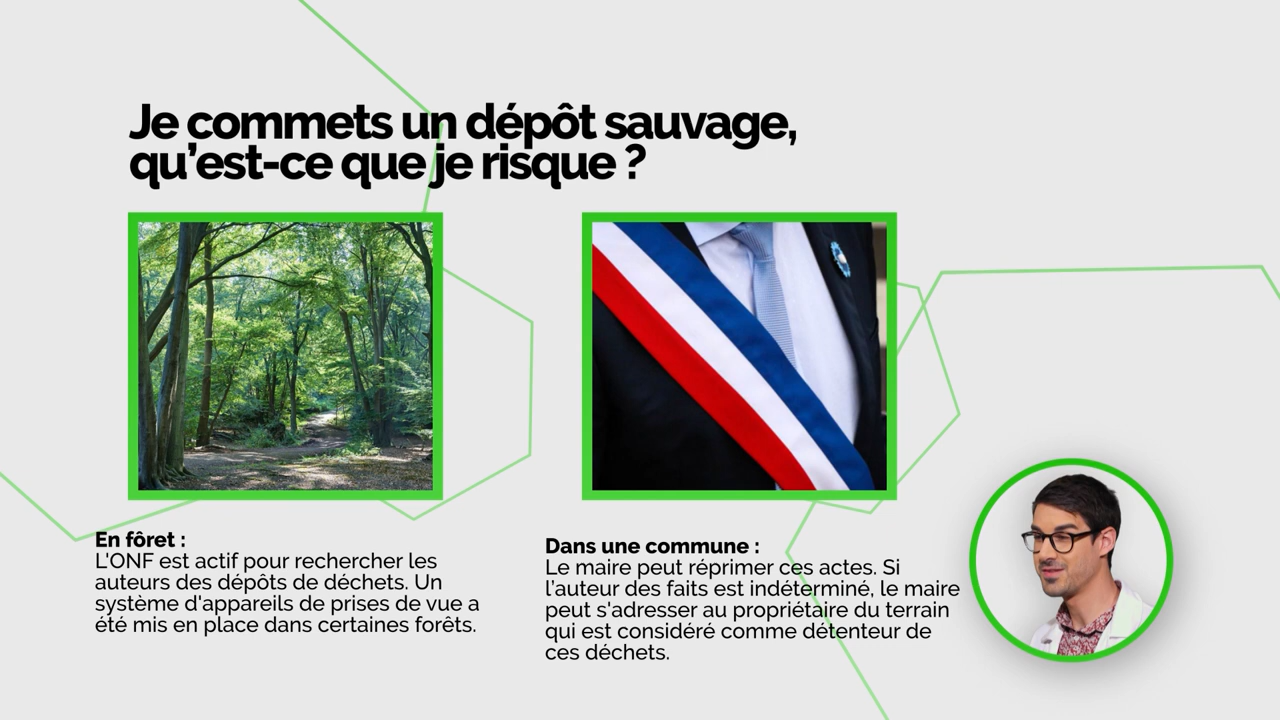 Je commets un dépôt sauvage,
qu’est-ce que je risque ?
En fôret :
L'ONF est actif pour rechercher les
auteurs des dépôts de déchets. Un
système d'appareils de prises de vue a
été mis en place dans certaines forêts.
Dans une commune :
Le maire peut réprimer ces actes. Si
l’auteur des faits est indéterminé, le maire
peut s'adresser au propriétaire du terrain
qui est considéré comme détenteur de
ces déchets.